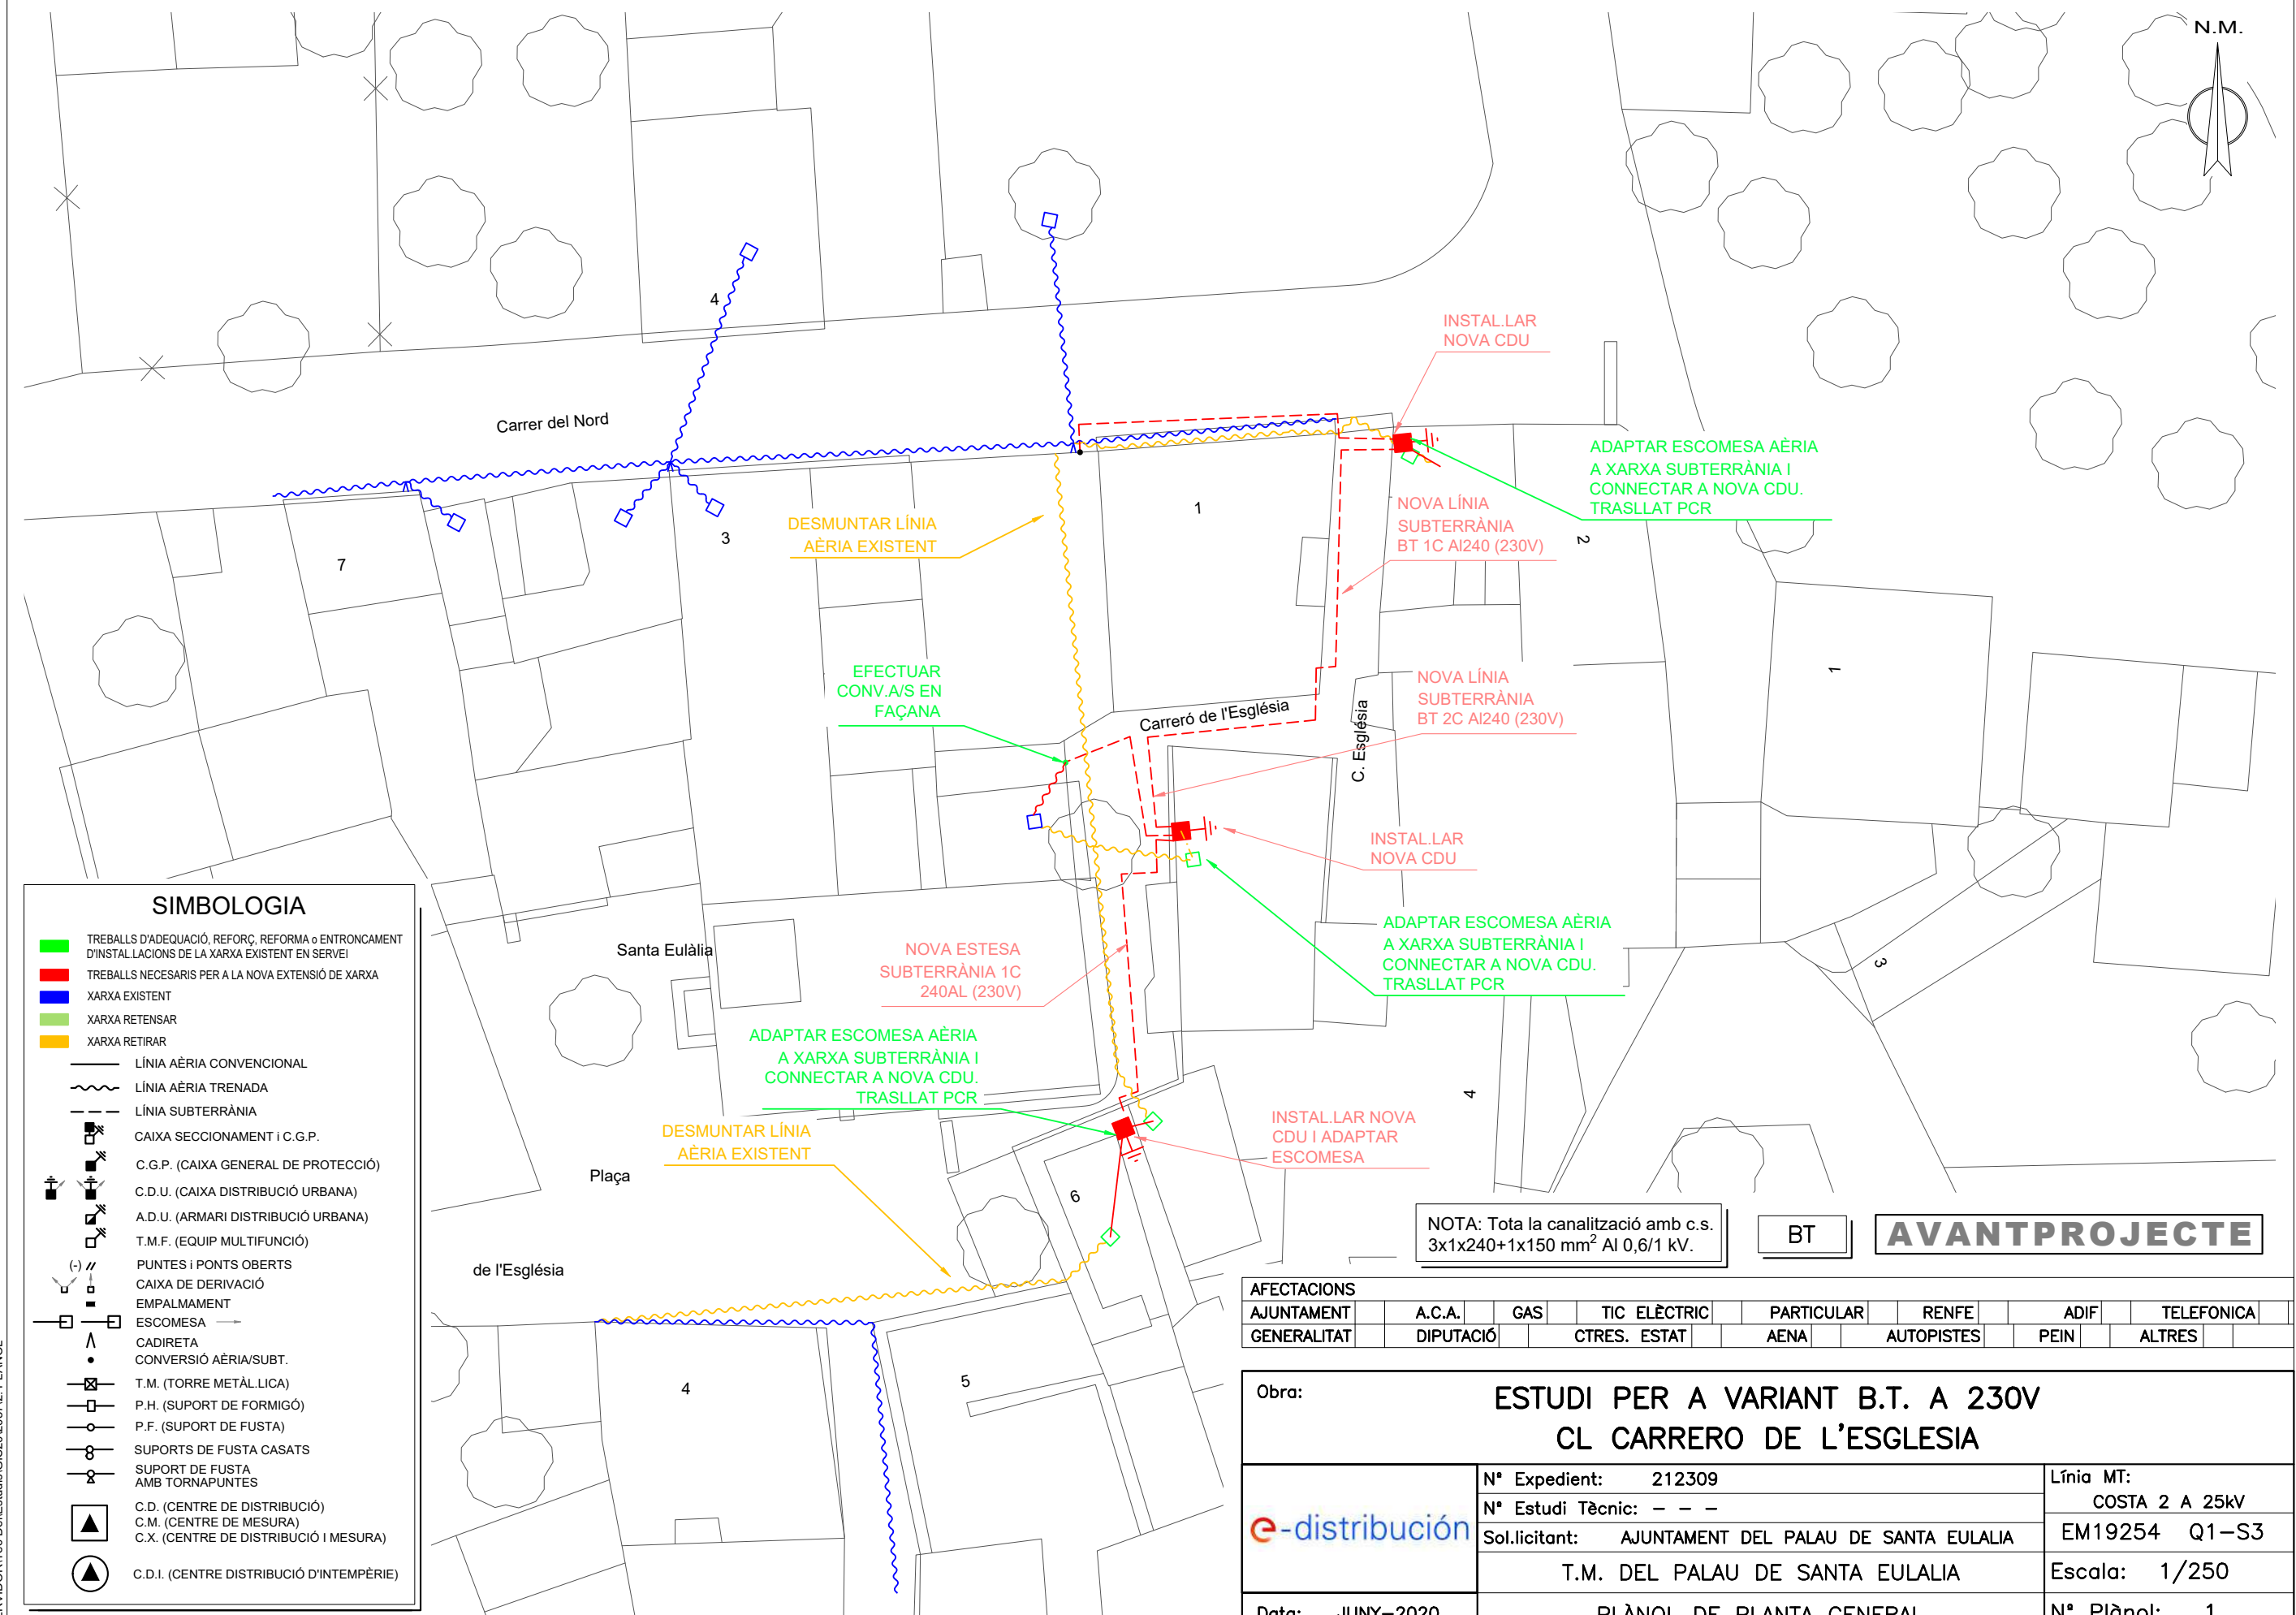 N.M.
4
INSTAL.LAR
NOVA CDU
Carrer del Nord
ADAPTAR ESCOMESA AÈRIA
A XARXA SUBTERRÀNIA I
CONNECTAR A NOVA CDU.
TRASLLAT PCR
1
NOVA LÍNIA
SUBTERRÀNIA
BT 1C Al240 (230V)
DESMUNTAR LÍNIA
AÈRIA EXISTENT
3
2
7
EFECTUAR
CONV.A/S EN
FAÇANA
NOVA LÍNIA
SUBTERRÀNIA
BT 2C Al240 (230V)
1
Carreró de l'Església
C. Església
INSTAL.LAR
NOVA CDU
ADAPTAR ESCOMESA AÈRIA
A XARXA SUBTERRÀNIA I
CONNECTAR A NOVA CDU.
TRASLLAT PCR
3
Santa Eulàlia
NOVA ESTESA
SUBTERRÀNIA 1C
240AL (230V)
ADAPTAR ESCOMESA AÈRIA
A XARXA SUBTERRÀNIA I
CONNECTAR A NOVA CDU.
TRASLLAT PCR
4
INSTAL.LAR NOVA
CDU I ADAPTAR
ESCOMESA
DESMUNTAR LÍNIA
AÈRIA EXISTENT
Plaça
6
de l'Església
4
5
SIMBOLOGIA
TREBALLS D'ADEQUACIÓ, REFORÇ, REFORMA o ENTRONCAMENT
D'INSTAL.LACIONS DE LA XARXA EXISTENT EN SERVEI
TREBALLS NECESARIS PER A LA NOVA EXTENSIÓ DE XARXA
XARXA EXISTENT
XARXA RETENSAR
XARXA RETIRAR
LÍNIA AÈRIA CONVENCIONAL
LÍNIA AÈRIA TRENADA
LÍNIA SUBTERRÀNIA
CAIXA SECCIONAMENT i C.G.P.
C.G.P. (CAIXA GENERAL DE PROTECCIÓ)
C.D.U. (CAIXA DISTRIBUCIÓ URBANA)
A.D.U. (ARMARI DISTRIBUCIÓ URBANA)
T.M.F. (EQUIP MULTIFUNCIÓ)
(-) PUNTES i PONTS OBERTS
CAIXA DE DERIVACIÓ
EMPALMAMENT
ESCOMESA
CADIRETA
CONVERSIÓ AÈRIA/SUBT.
T.M. (TORRE METÀL.LICA)
P.H. (SUPORT DE FORMIGÓ)
P.F. (SUPORT DE FUSTA)
SUPORTS DE FUSTA CASATS
SUPORT DE FUSTA
AMB TORNAPUNTES
C.D. (CENTRE DE DISTRIBUCIÓ)
C.M. (CENTRE DE MESURA)
C.X. (CENTRE DE DISTRIBUCIÓ I MESURA)
C.D.I. (CENTRE DISTRIBUCIÓ D'INTEMPÈRIE)
NOTA: Tota la canalització amb c.s.
3x1x240+1x150 mm² Al 0,6/1 kV.
BT
AVANTPROJECTE
AFECTACIONS
AJUNTAMENT A.C.A. GAS TIC ELÈCTRIC PARTICULAR RENFE ADIF TELEFONICA
GENERALITAT DIPUTACIÓ CTRES. ESTAT AENA AUTOPISTES PEIN ALTRES
Obra:
ESTUDI PER A VARIANT B.T. A 230V
CL CARRERO DE L'ESGLESIA
e-distribución
Nª Expedient: 212309
Nª Estudi Tècnic: - - -
Sol.licitant: AJUNTAMENT DEL PALAU DE SANTA EULALIA
T.M. DEL PALAU DE SANTA EULALIA
Línia MT:
COSTA 2 A 25kV
EM19254 Q1-S3
Escala: 1/250
Data: JUNY-2020
PLÀNOL DE PLANTA GENERAL
Nª Plànol: 1